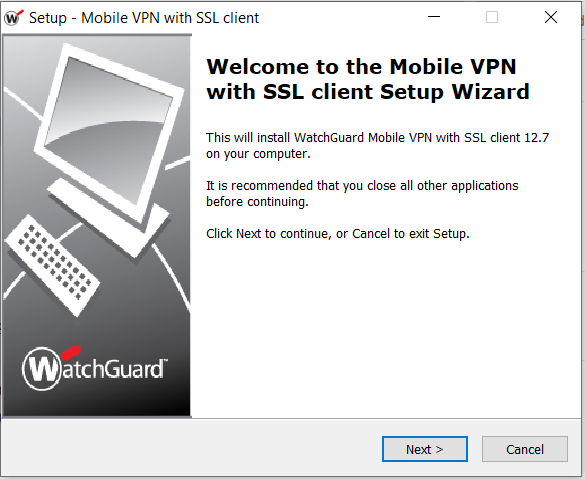 Setup - Mobile VPN with SSL client
Welcome to the Mobile VPN
with SSL client Setup Wizard
This will install WatchGuard Mobile VPN with SSL client 12.7
on your computer.
It is recommended that you close all other applications
before continuing.
Click Next to continue, or Cancel to exit Setup.
WatchGuard™
Next >
Cancel